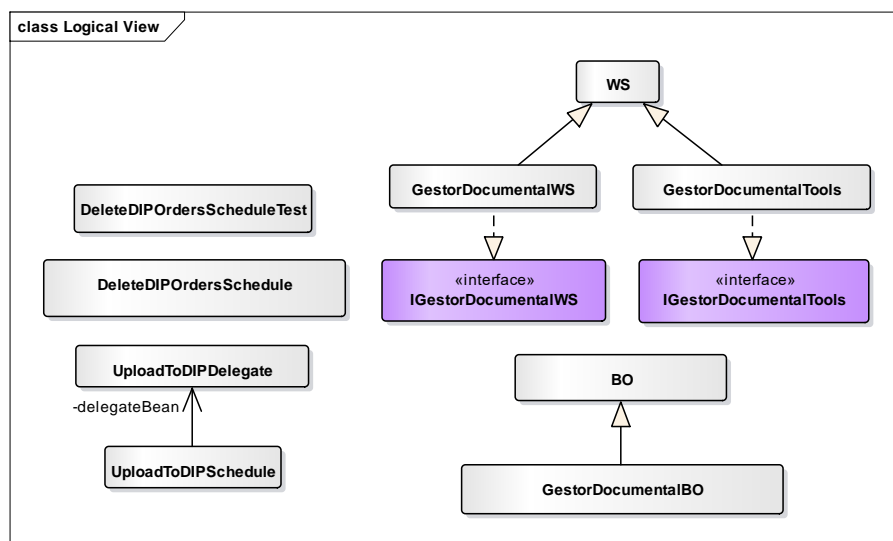 class Logical View
WS
GestorDocumentalWS
GestorDocumentalTools
DeleteDIPOrdersScheduleTest
DeleteDIPOrdersSchedule
«interface»
IGestorDocumentalWS
«interface»
IGestorDocumentalTools
UploadToDIPDelegate
-delegateBean
UploadToDIPSchedule
BO
GestorDocumentalBO